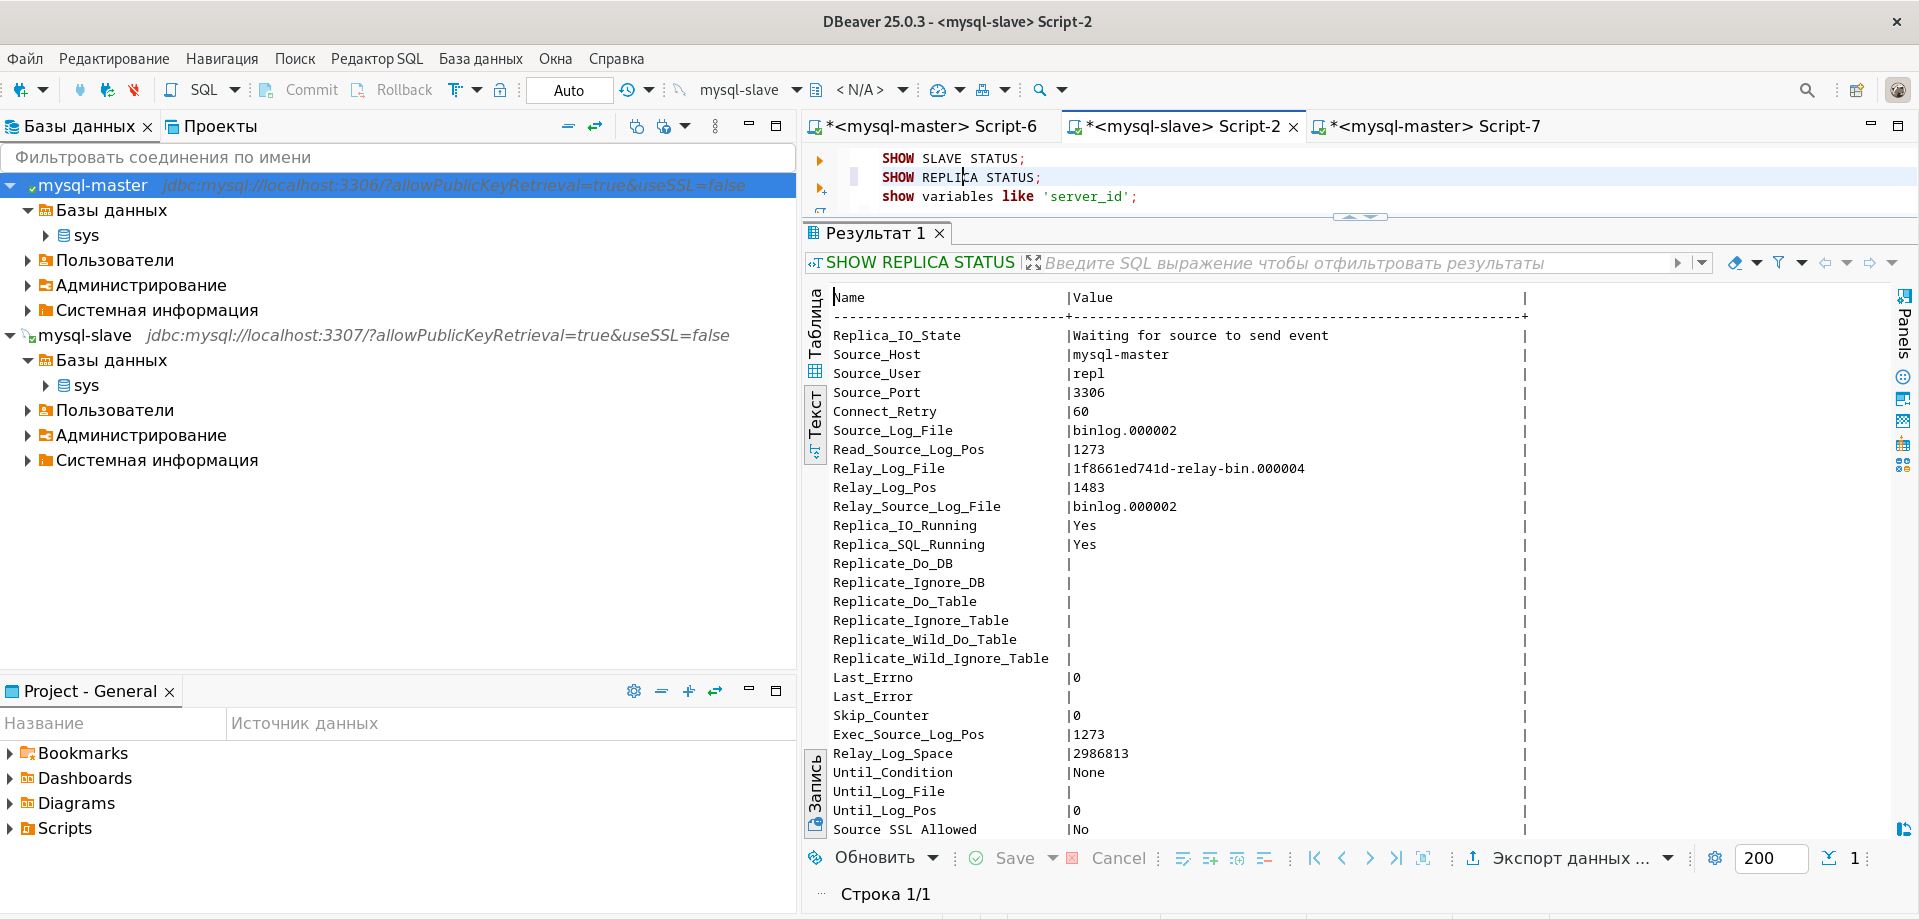 DBeaver 25.0.3 - <mysql-slave> Script-2
Файл Редактирование Навигация Поиск Редактор SQL База данных Окна Справка
SQL Commit Rollback Auto mysql-slave < N/A >
Базы данных Проекты
Фильтровать соединения по имени
mysql-master jdbc:mysql://localhost:3306/?allowPublicKeyRetrieval=true&useSSL=false
Базы данных
sys
Пользователи
Администрирование
Системная информация
mysql-slave jdbc:mysql://localhost:3307/?allowPublicKeyRetrieval=true&useSSL=false
Базы данных
sys
Пользователи
Администрирование
Системная информация
Project - General
Название Источник данных
Bookmarks
Dashboards
Diagrams
Scripts
*<mysql-master> Script-6 *<mysql-slave> Script-2 *<mysql-master> Script-7
SHOW SLAVE STATUS;
SHOW REPLICA STATUS;
show variables like 'server_id';
Результат 1
SHOW REPLICA STATUS Введите SQL выражение чтобы отфильтровать результаты
Таблица
Текст
Запись
Name |Value |
-----------------------------+--------------------------------------------------------+
Replica_IO_State |Waiting for source to send event |
Source_Host |mysql-master |
Source_User |repl |
Source_Port |3306 |
Connect_Retry |60 |
Source_Log_File |binlog.000002 |
Read_Source_Log_Pos |1273 |
Relay_Log_File |1f8661ed741d-relay-bin.000004 |
Relay_Log_Pos |1483 |
Relay_Source_Log_File |binlog.000002 |
Replica_IO_Running |Yes |
Replica_SQL_Running |Yes |
Replicate_Do_DB | |
Replicate_Ignore_DB | |
Replicate_Do_Table | |
Replicate_Ignore_Table | |
Replicate_Wild_Do_Table | |
Replicate_Wild_Ignore_Table | |
Last_Errno |0 |
Last_Error | |
Skip_Counter |0 |
Exec_Source_Log_Pos |1273 |
Relay_Log_Space |2986813 |
Until_Condition |None |
Until_Log_File | |
Until_Log_Pos |0 |
Source_SSL_Allowed |No |
Panels
Обновить Save Cancel Экспорт данных ... 200 1
Строка 1/1